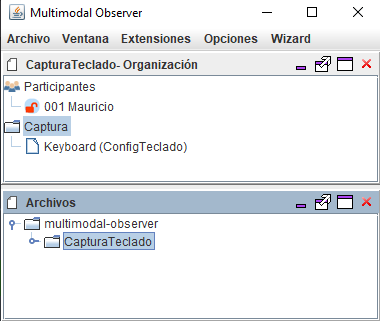 Multimodal Observer
Archivo Ventana Extensiones Opciones Wizard
CapturaTeclado- Organización
Participantes
001 Mauricio
Captura
Keyboard (ConfigTeclado)
Archivos
multimodal-observer
CapturaTeclado